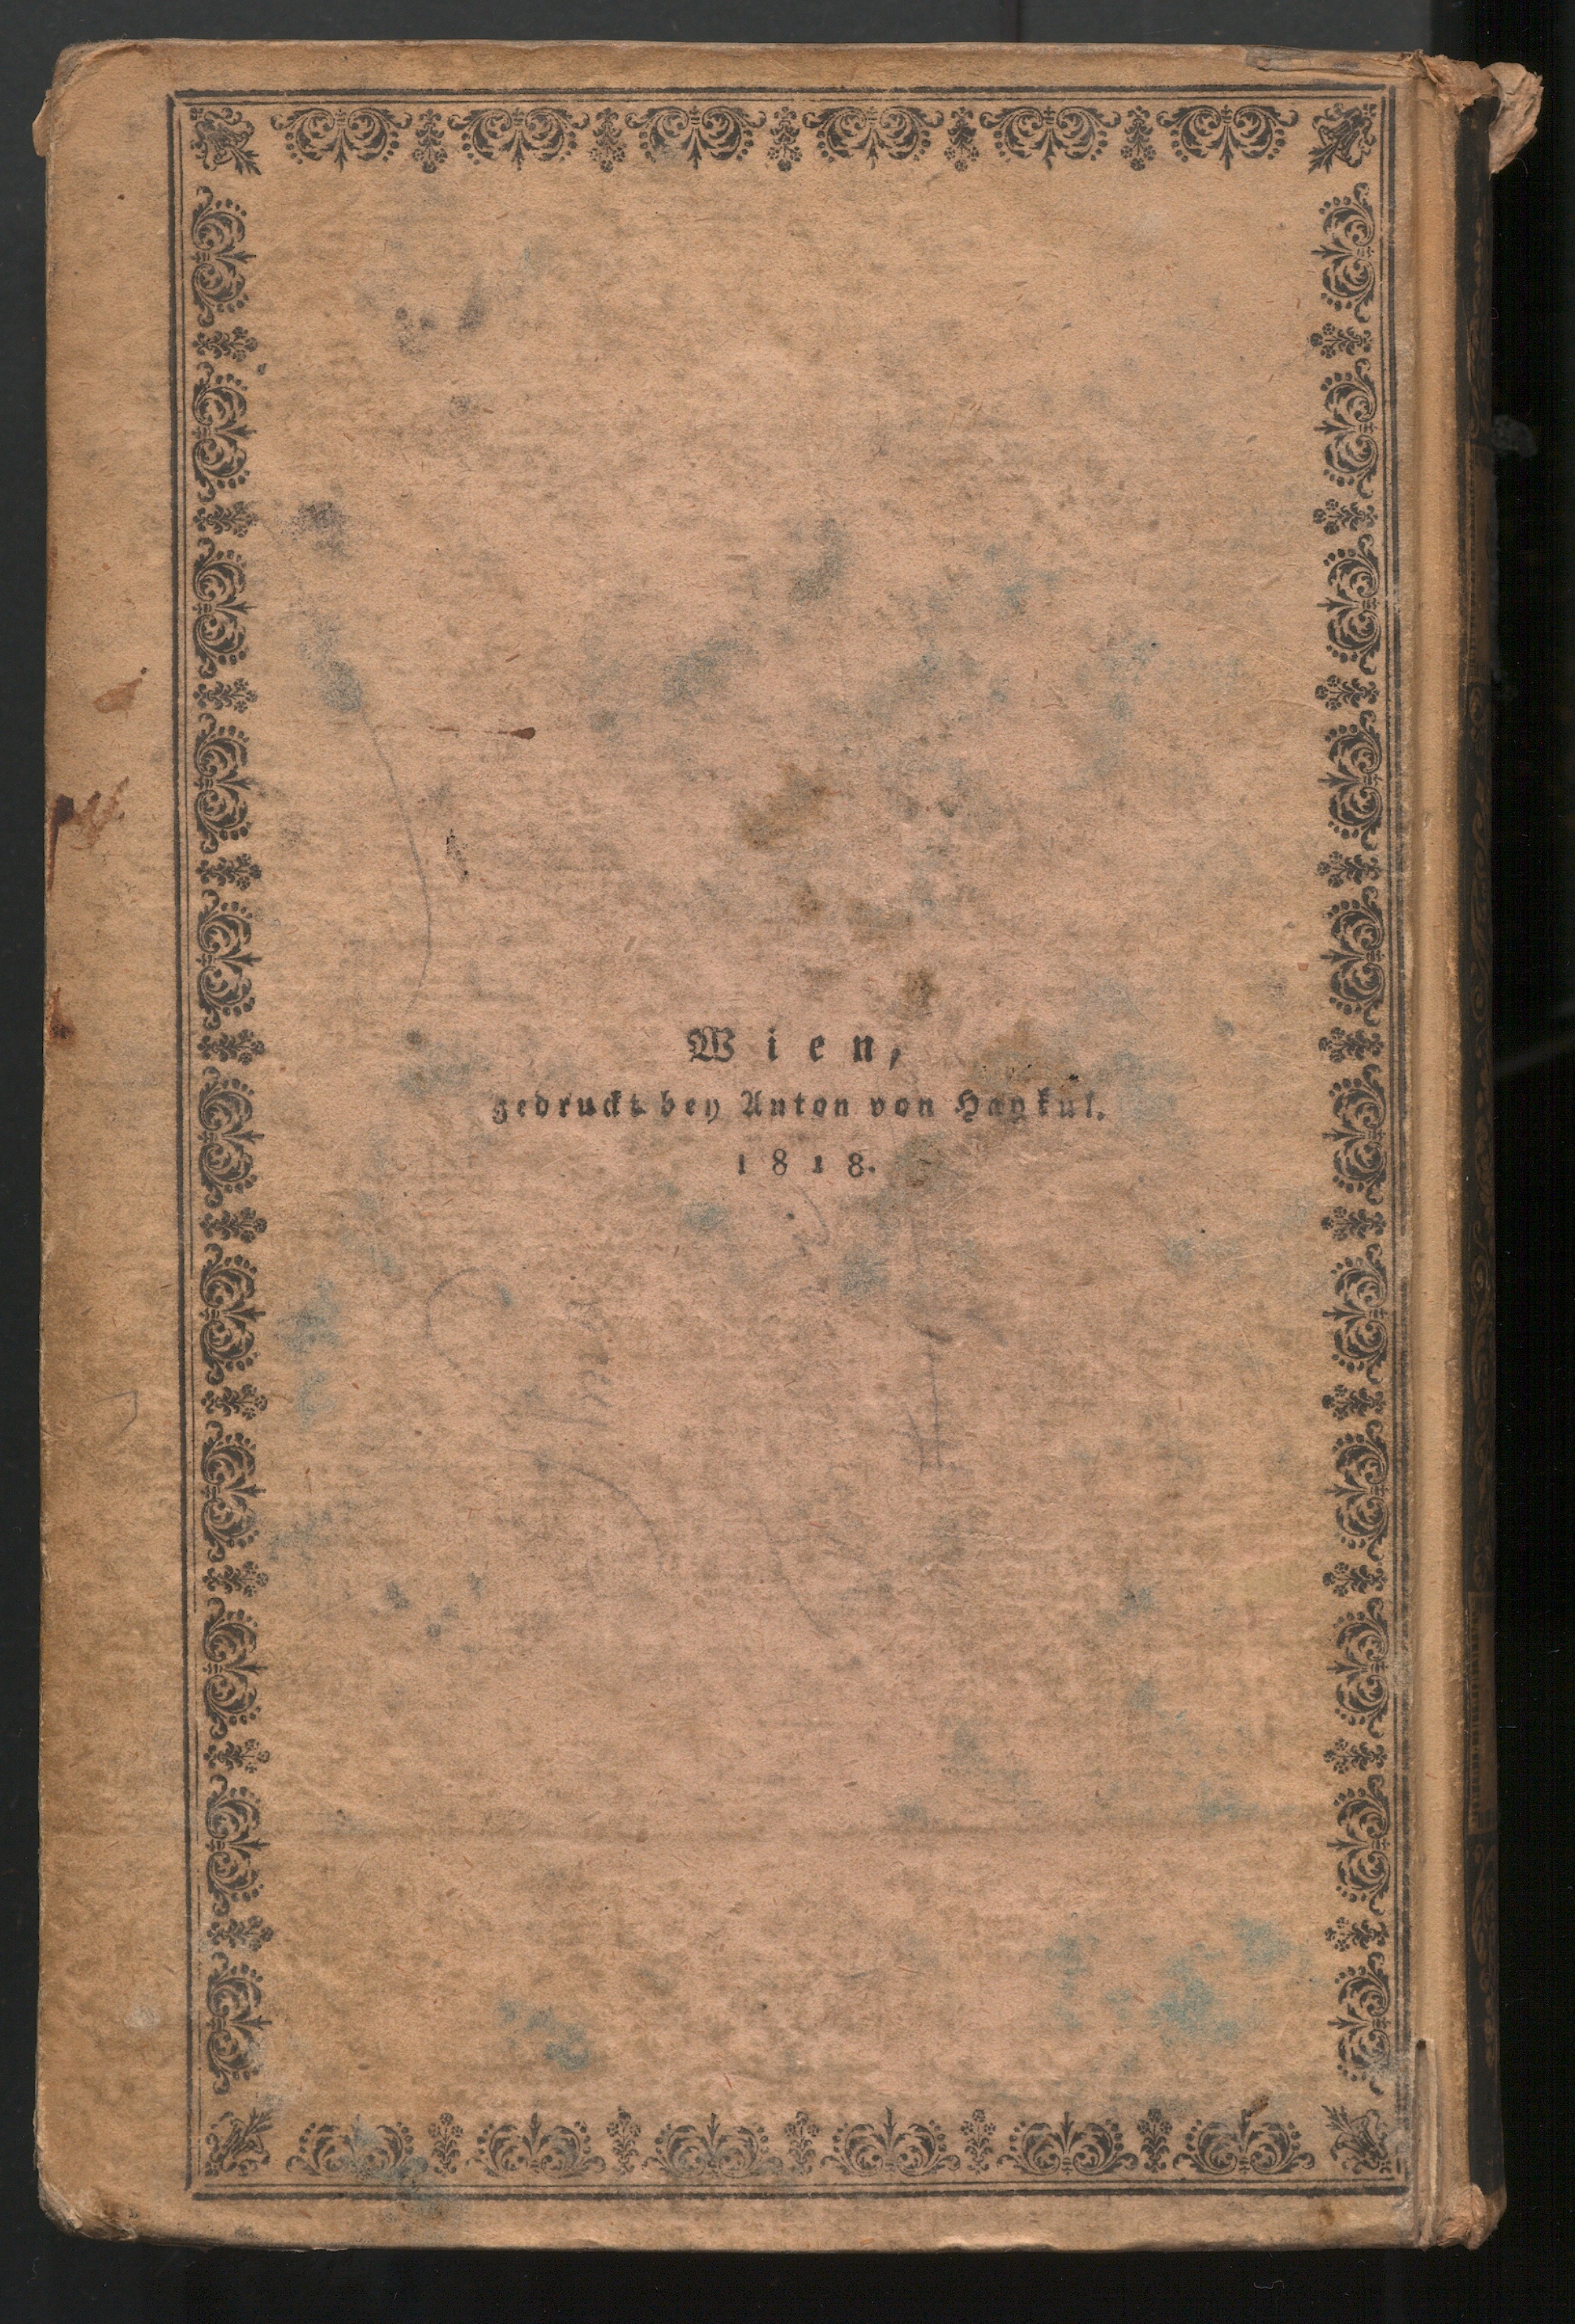 Wien,
gedruckt bey Anton von Haykul.
1818.